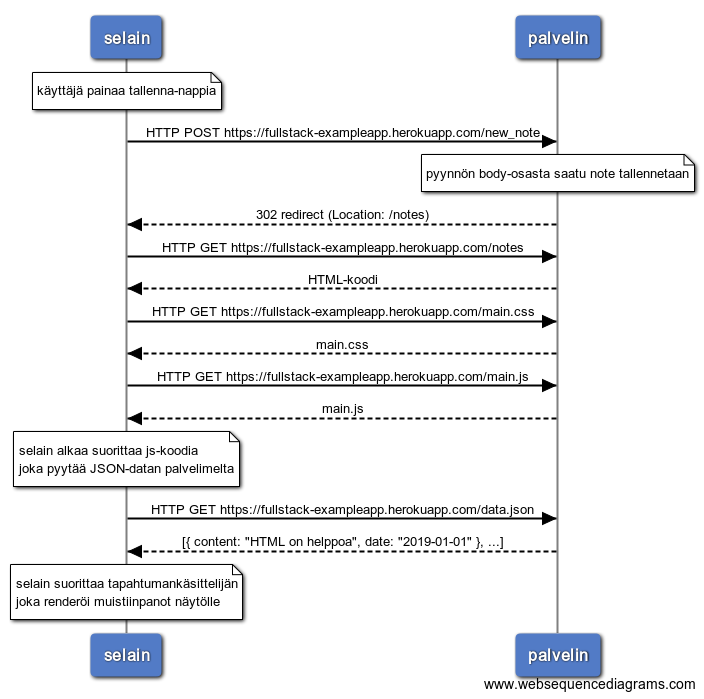 selain
palvelin
käyttäjä painaa tallenna-nappia
HTTP POST https://fullstack-exampleapp.herokuapp.com/new_note
pyynnön body-osasta saatu note tallennetaan
302 redirect (Location: /notes)
HTTP GET https://fullstack-exampleapp.herokuapp.com/notes
HTML-koodi
HTTP GET https://fullstack-exampleapp.herokuapp.com/main.css
main.css
HTTP GET https://fullstack-exampleapp.herokuapp.com/main.js
main.js
selain alkaa suorittaa js-koodia
joka pyytää JSON-datan palvelimelta
HTTP GET https://fullstack-exampleapp.herokuapp.com/data.json
[{ content: "HTML on helppoa", date: "2019-01-01" }, ...]
selain suorittaa tapahtumankäsittelijän
joka renderöi muistiinpanot näytölle
selain
palvelin
www.websequencediagrams.com